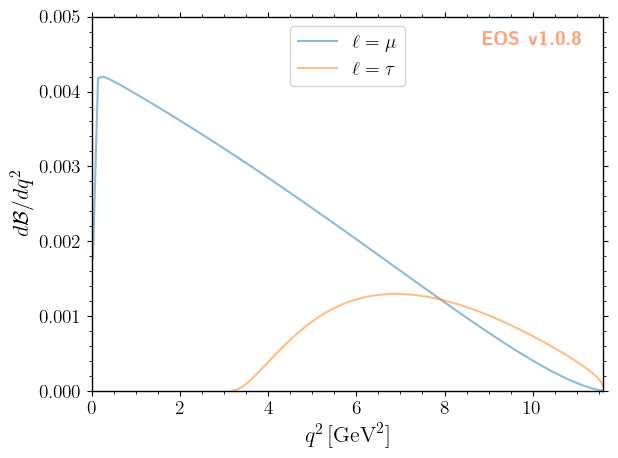 0.005
0.004
0.003
0.002
0.001
0.000
dℬ/dq²
ℓ = μ
ℓ = τ
EOS v1.0.8
0 2 4 6 8 10
q² [GeV²]